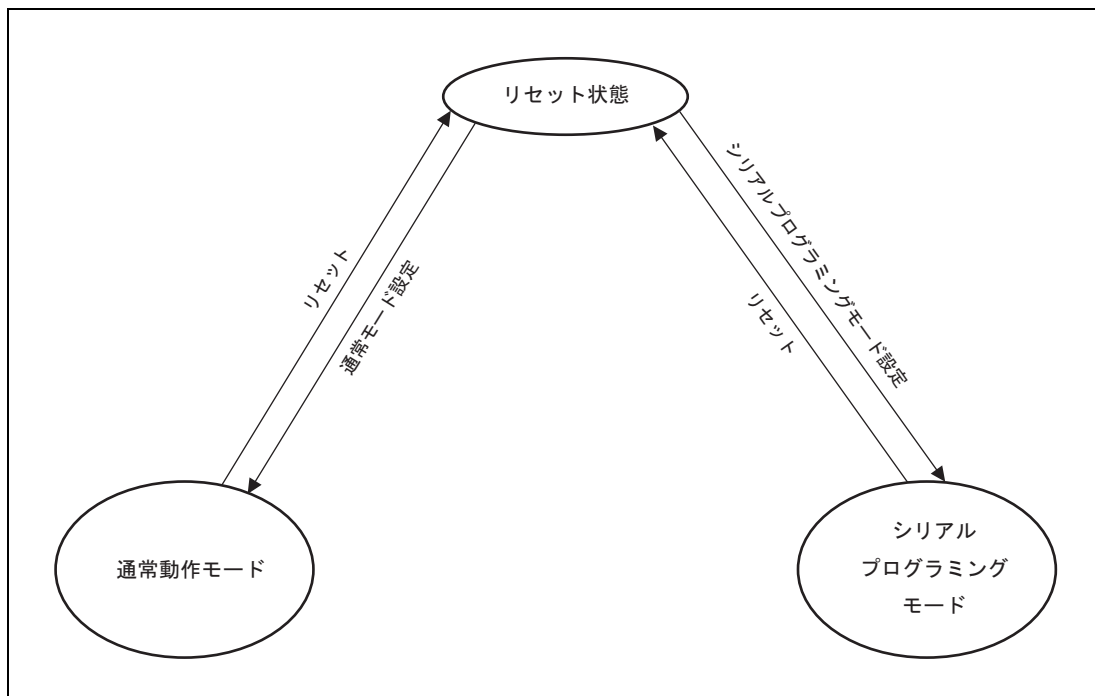 リセット状態
リセット
通常モード設定
シリアルプログラミングモード設定
リセット
通常動作モード
シリアル
プログラミング
モード